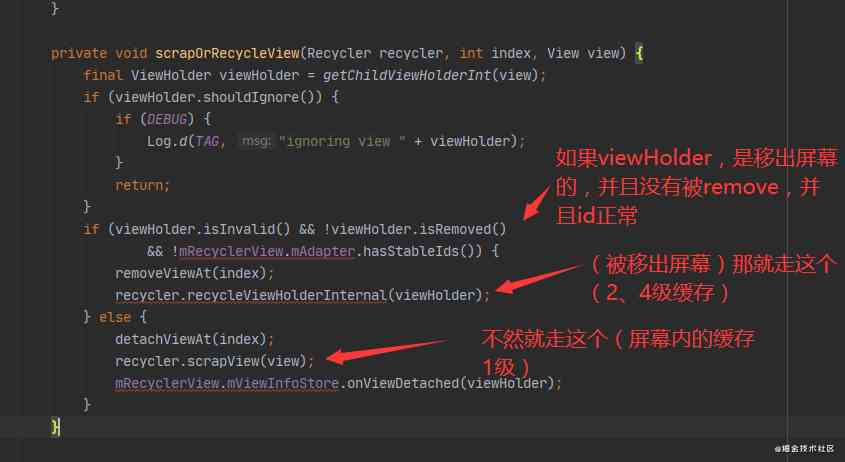 }
private void scrapOrRecycleView(Recycler recycler, int index, View view) {
final ViewHolder viewHolder = getChildViewHolderInt(view);
if (viewHolder.shouldIgnore()) {
if (DEBUG) {
Log.d(TAG, msg: "ignoring view " + viewHolder);
}
return;
}
如果viewHolder，是移出屏幕
的，并且没有被remove，并
且id正常
if (viewHolder.isInvalid() && !viewHolder.isRemoved()
&& !mRecyclerView.mAdapter.hasStableIds()) {
removeViewAt(index);
recycler.recycleViewHolderInternal(viewHolder);
（被移出屏幕）那就走这个
（2、4级缓存）
} else {
detachViewAt(index);
recycler.scrapView(view);
mRecyclerView.mViewInfoStore.onViewDetached(viewHolder);
不然就走这个（屏幕内的缓存
1级）
}
}
@掘金技术社区